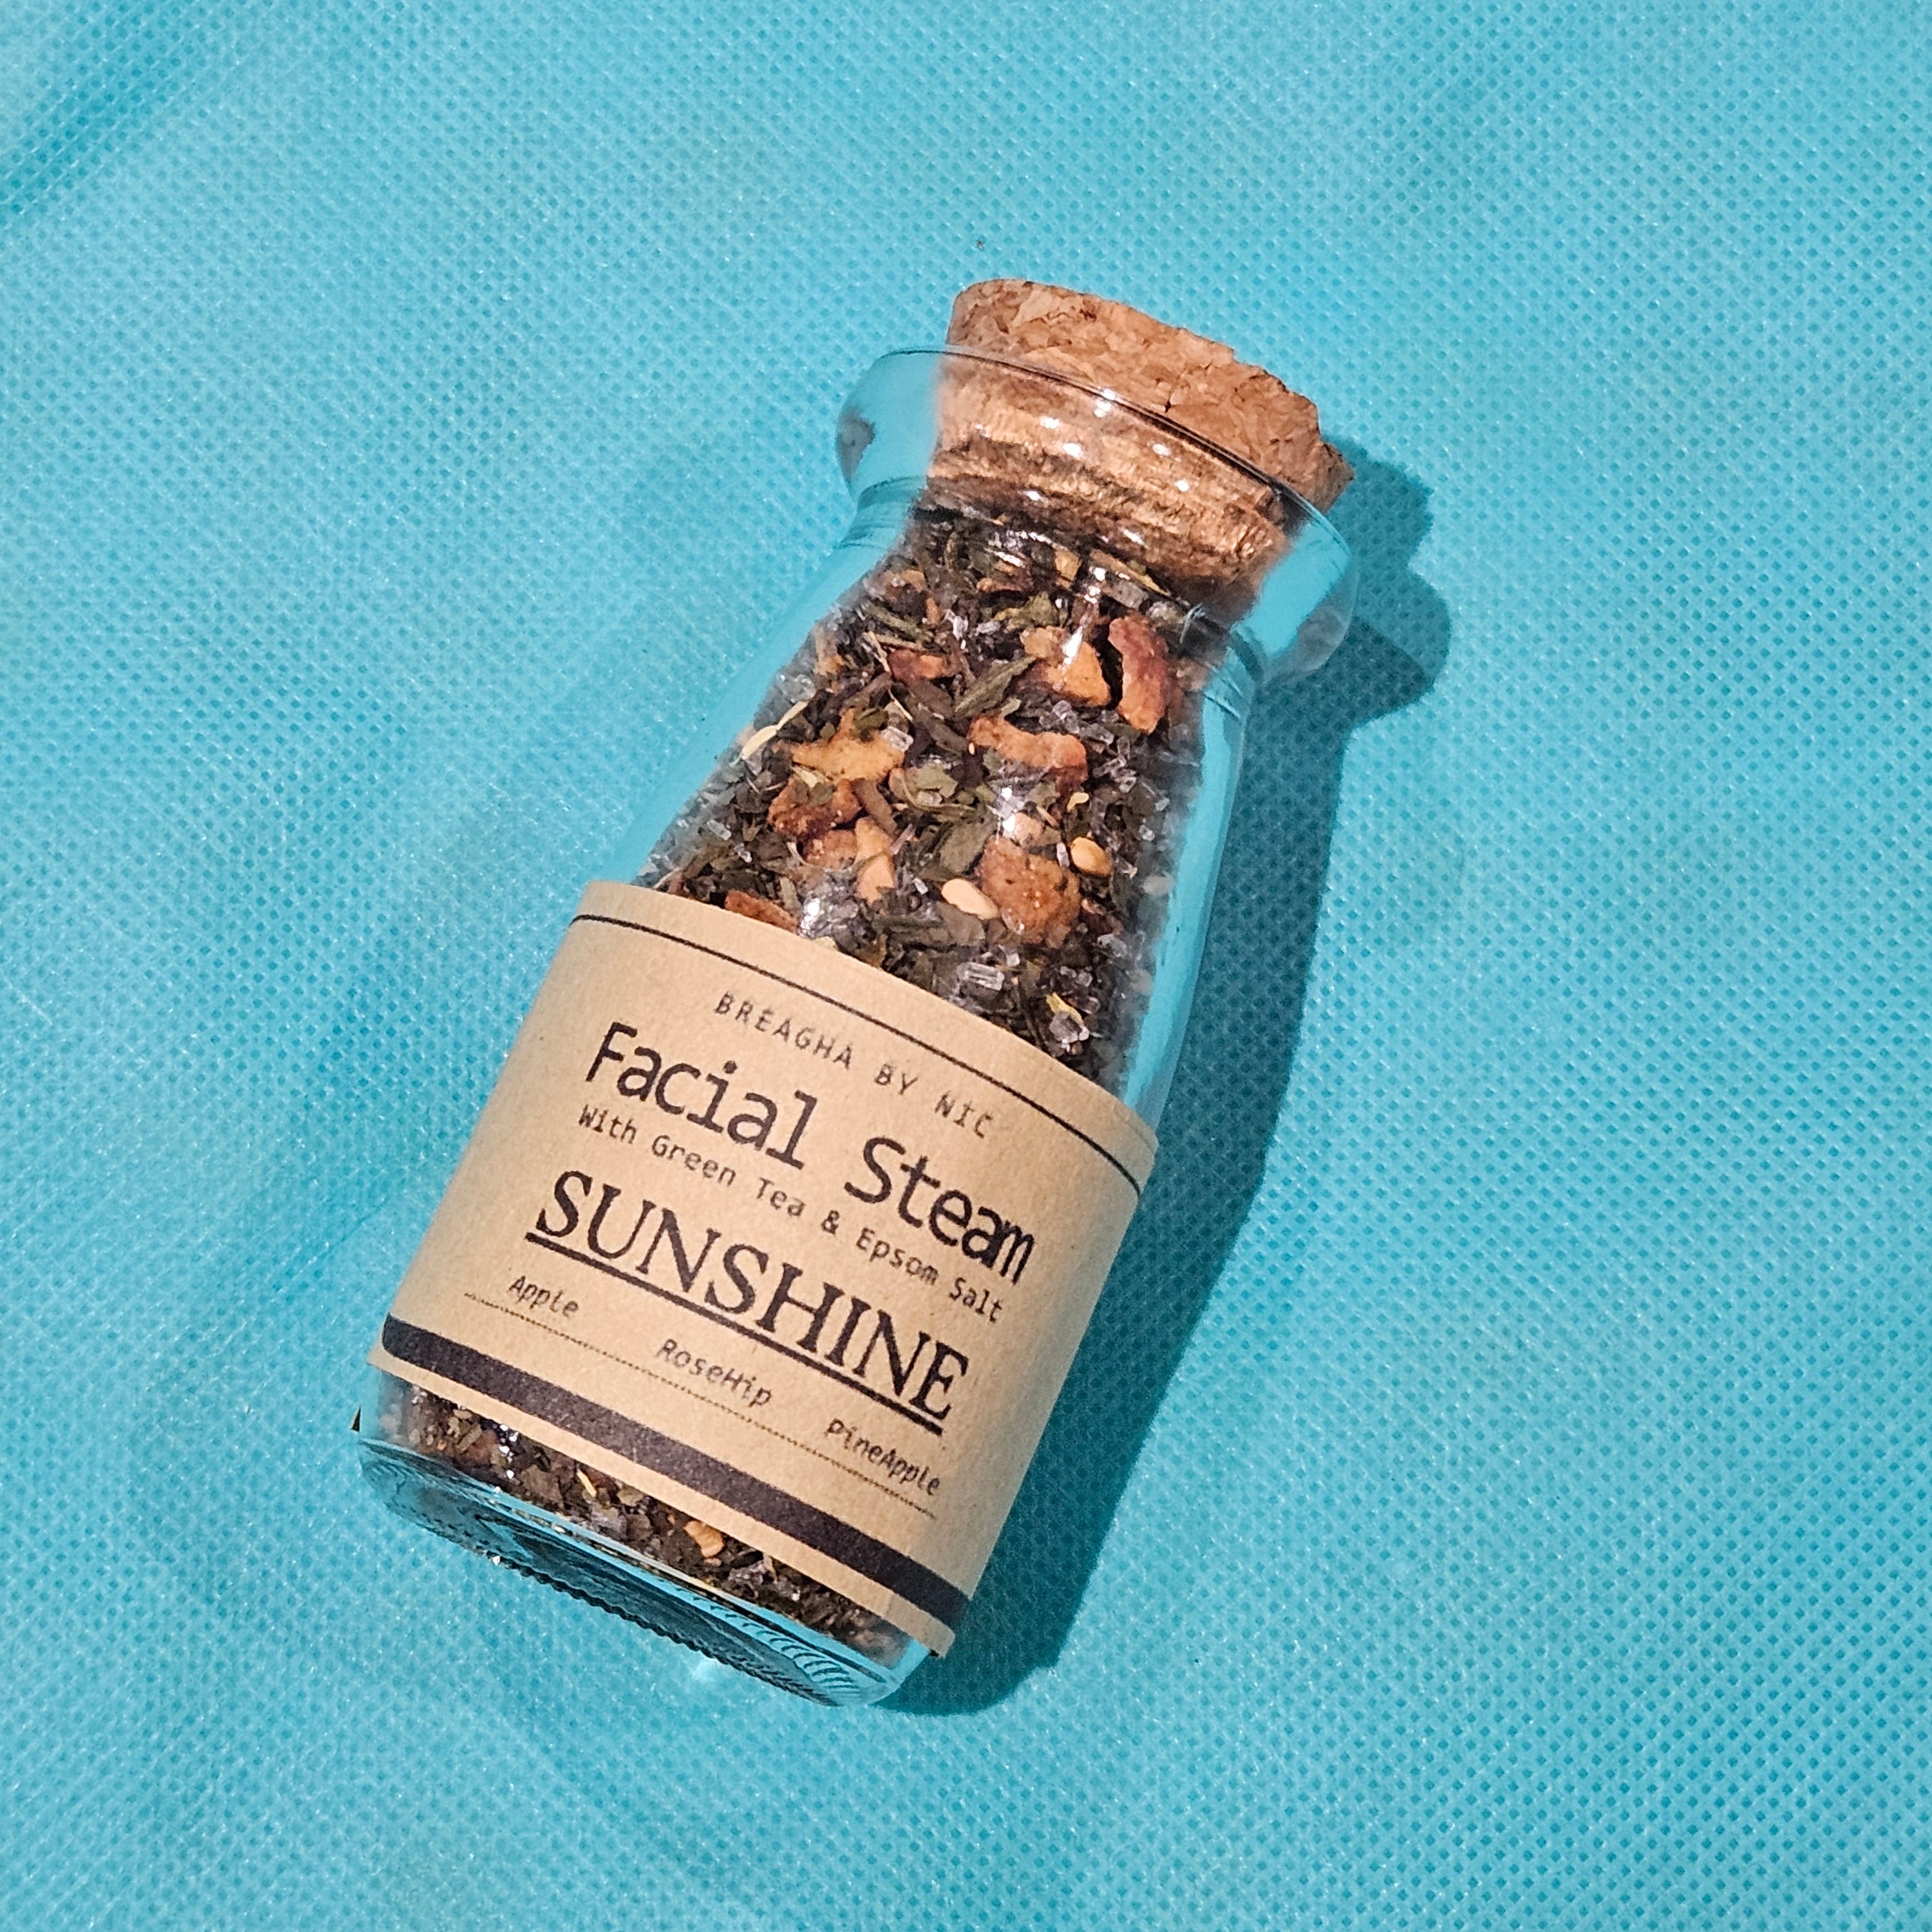 BREAGHA BY NIC
Facial Steam
With Green Tea & Epsom Salt
SUNSHINE
Apple
RoseHip
PineApple